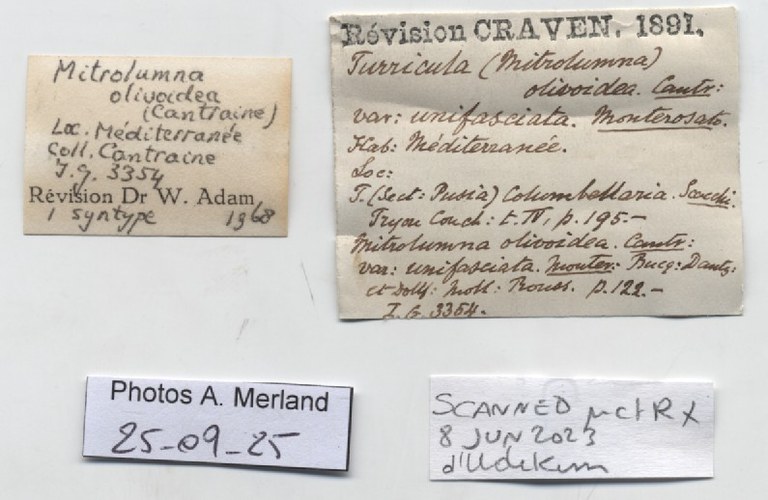 Mitrolumna
olivoidea
(Cantraine)
Loc. Méditerranée
Coll. Cantraine
I.g. 3354
Révision Dr W. Adam
1 syntype 1968
Révision CRAVEN. 1891.
Turricula (Mitrolumna)
olivoidea. Cantr:
var: unifasciata. Monterosato.
Hab: Méditerranée.
Loc:
T. (Sect: Pusia) Columbellaria. Scacchi.
Tryon Conch: t. IV, p. 195.–
Mitrolumna olivoidea. Cantr:
var: unifasciata. Monter: Bucq: Dautz:
et Dollf: Moll: Rouss. p. 122.–
I. G. 3354.
Photos A. Merland
25-09-25
SCANNED µct RX
8 JUN 2023
d'Udekem